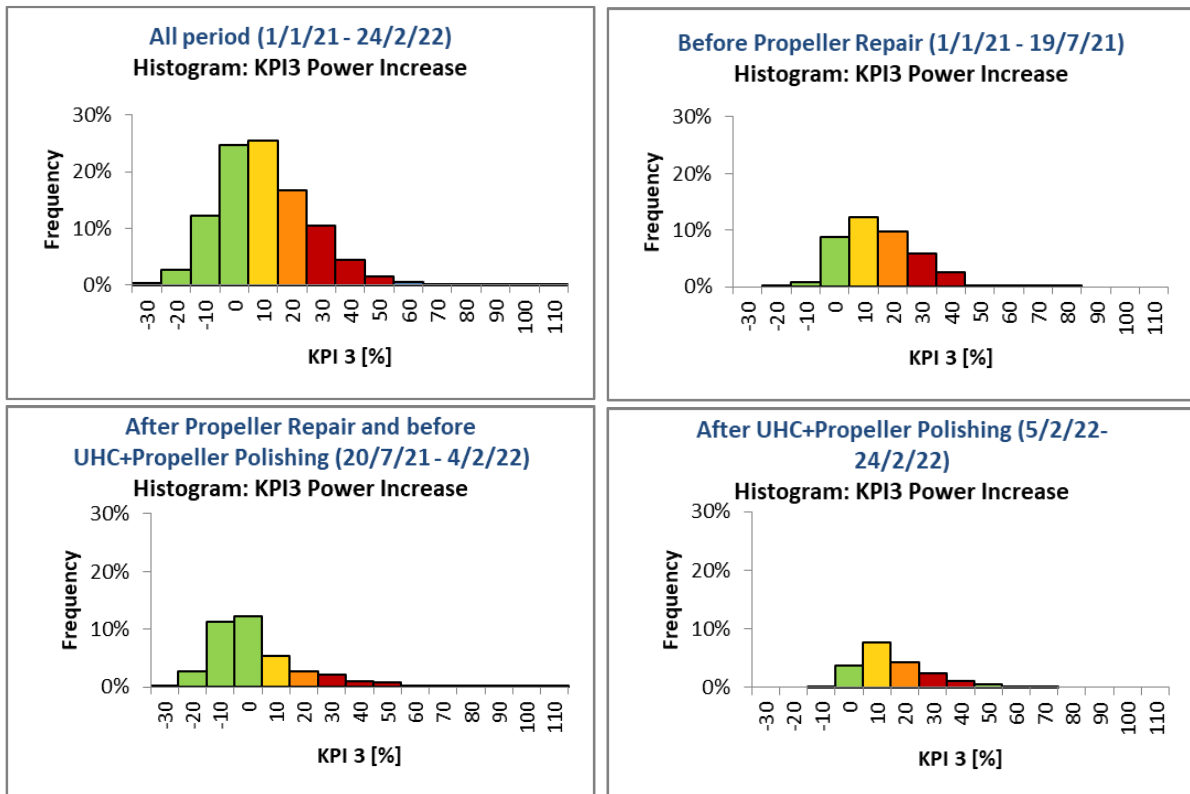 All period (1/1/21 - 24/2/22)
Histogram: KPI3 Power Increase
30%
20%
10%
0%
Frequency
-30 -20 -10 0 10 20 30 40 50 60 70 80 90 100 110
KPI 3 [%]
Before Propeller Repair (1/1/21 - 19/7/21)
Histogram: KPI3 Power Increase
30%
20%
10%
0%
Frequency
-30 -20 -10 0 10 20 30 40 50 60 70 80 90 100 110
KPI 3 [%]
After Propeller Repair and before
UHC+Propeller Polishing (20/7/21 - 4/2/22)
Histogram: KPI3 Power Increase
30%
20%
10%
0%
Frequency
-30 -20 -10 0 10 20 30 40 50 60 70 80 90 100 110
KPI 3 [%]
After UHC+Propeller Polishing (5/2/22-
24/2/22)
Histogram: KPI3 Power Increase
30%
20%
10%
0%
Frequency
-30 -20 -10 0 10 20 30 40 50 60 70 80 90 100 110
KPI 3 [%]